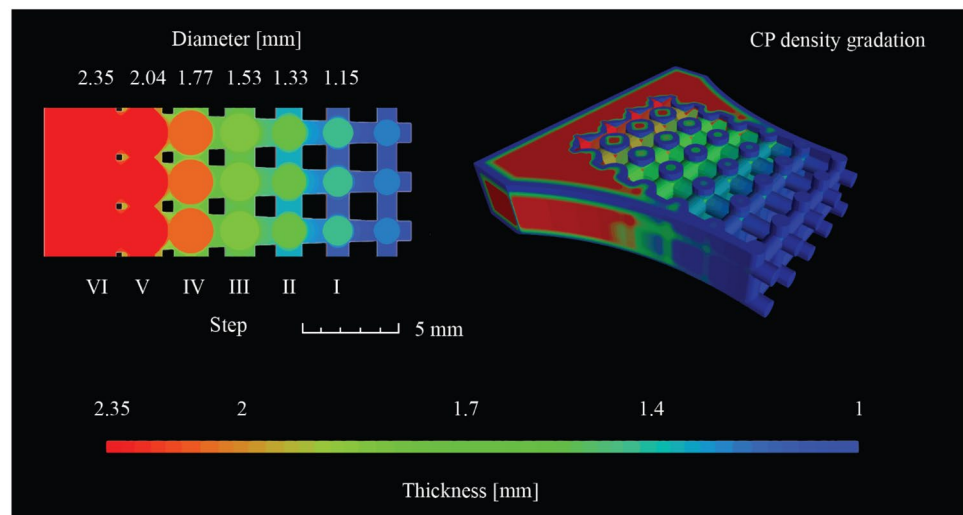 Diameter [mm]
2.35 2.04 1.77 1.53 1.33 1.15
CP density gradation
VI V IV III II I
Step
5 mm
2.35 2 1.7 1.4 1
Thickness [mm]